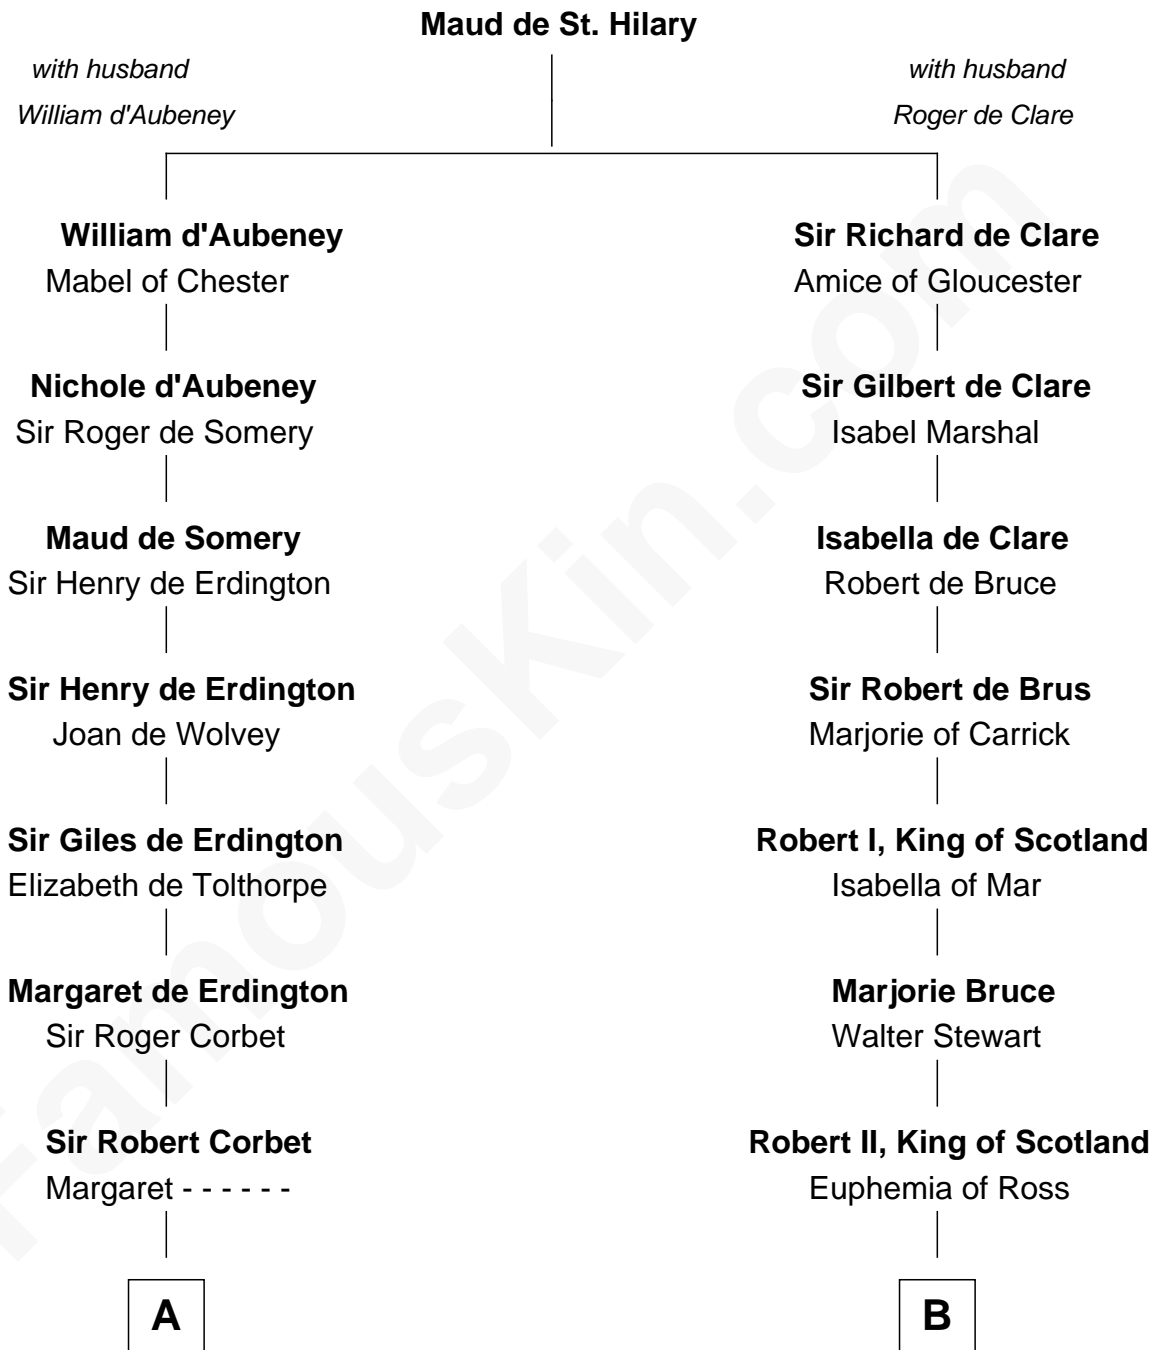 Maud de St. Hilary
with husband
William d'Aubeney
with husband
Roger de Clare
William d'Aubeney
Mabel of Chester
Nichole d'Aubeney
Sir Roger de Somery
Maud de Somery
Sir Henry de Erdington
Sir Henry de Erdington
Joan de Wolvey
Sir Giles de Erdington
Elizabeth de Tolthorpe
Margaret de Erdington
Sir Roger Corbet
Sir Robert Corbet
Margaret - - - - - -
A
Sir Richard de Clare
Amice of Gloucester
Sir Gilbert de Clare
Isabel Marshal
Isabella de Clare
Robert de Bruce
Sir Robert de Brus
Marjorie of Carrick
Robert I, King of Scotland
Isabella of Mar
Marjorie Bruce
Walter Stewart
Robert II, King of Scotland
Euphemia of Ross
B
FamousKin.com